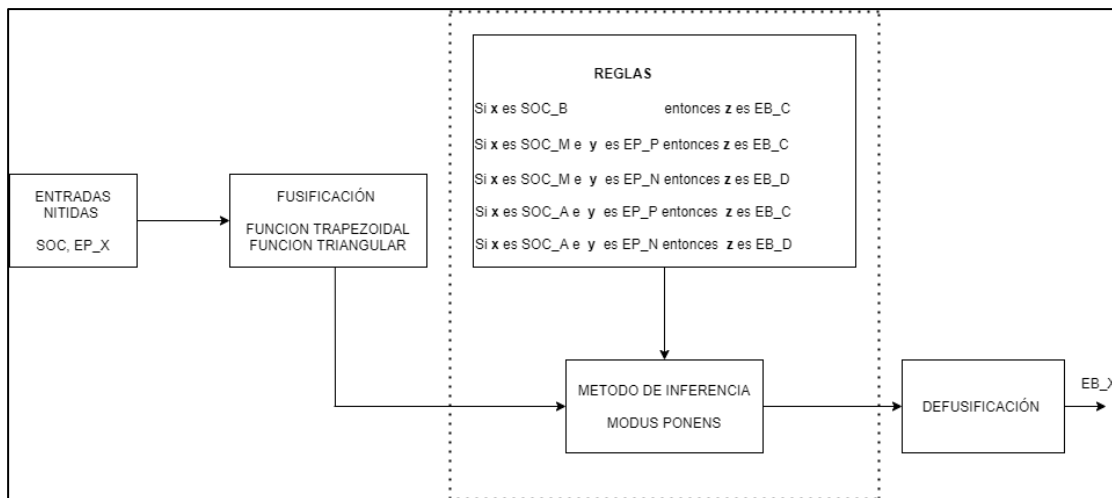 ENTRADAS
NITIDAS
SOC, EP_X
FUSIFICACIÓN
FUNCION TRAPEZOIDAL
FUNCION TRIANGULAR
REGLAS
Si x es SOC_B entonces z es EB_C
Si x es SOC_M e y es EP_P entonces z es EB_C
Si x es SOC_M e y es EP_N entonces z es EB_D
Si x es SOC_A e y es EP_P entonces z es EB_C
Si x es SOC_A e y es EP_N entonces z es EB_D
METODO DE INFERENCIA
MODUS PONENS
DEFUSIFICACIÓN
EB_X